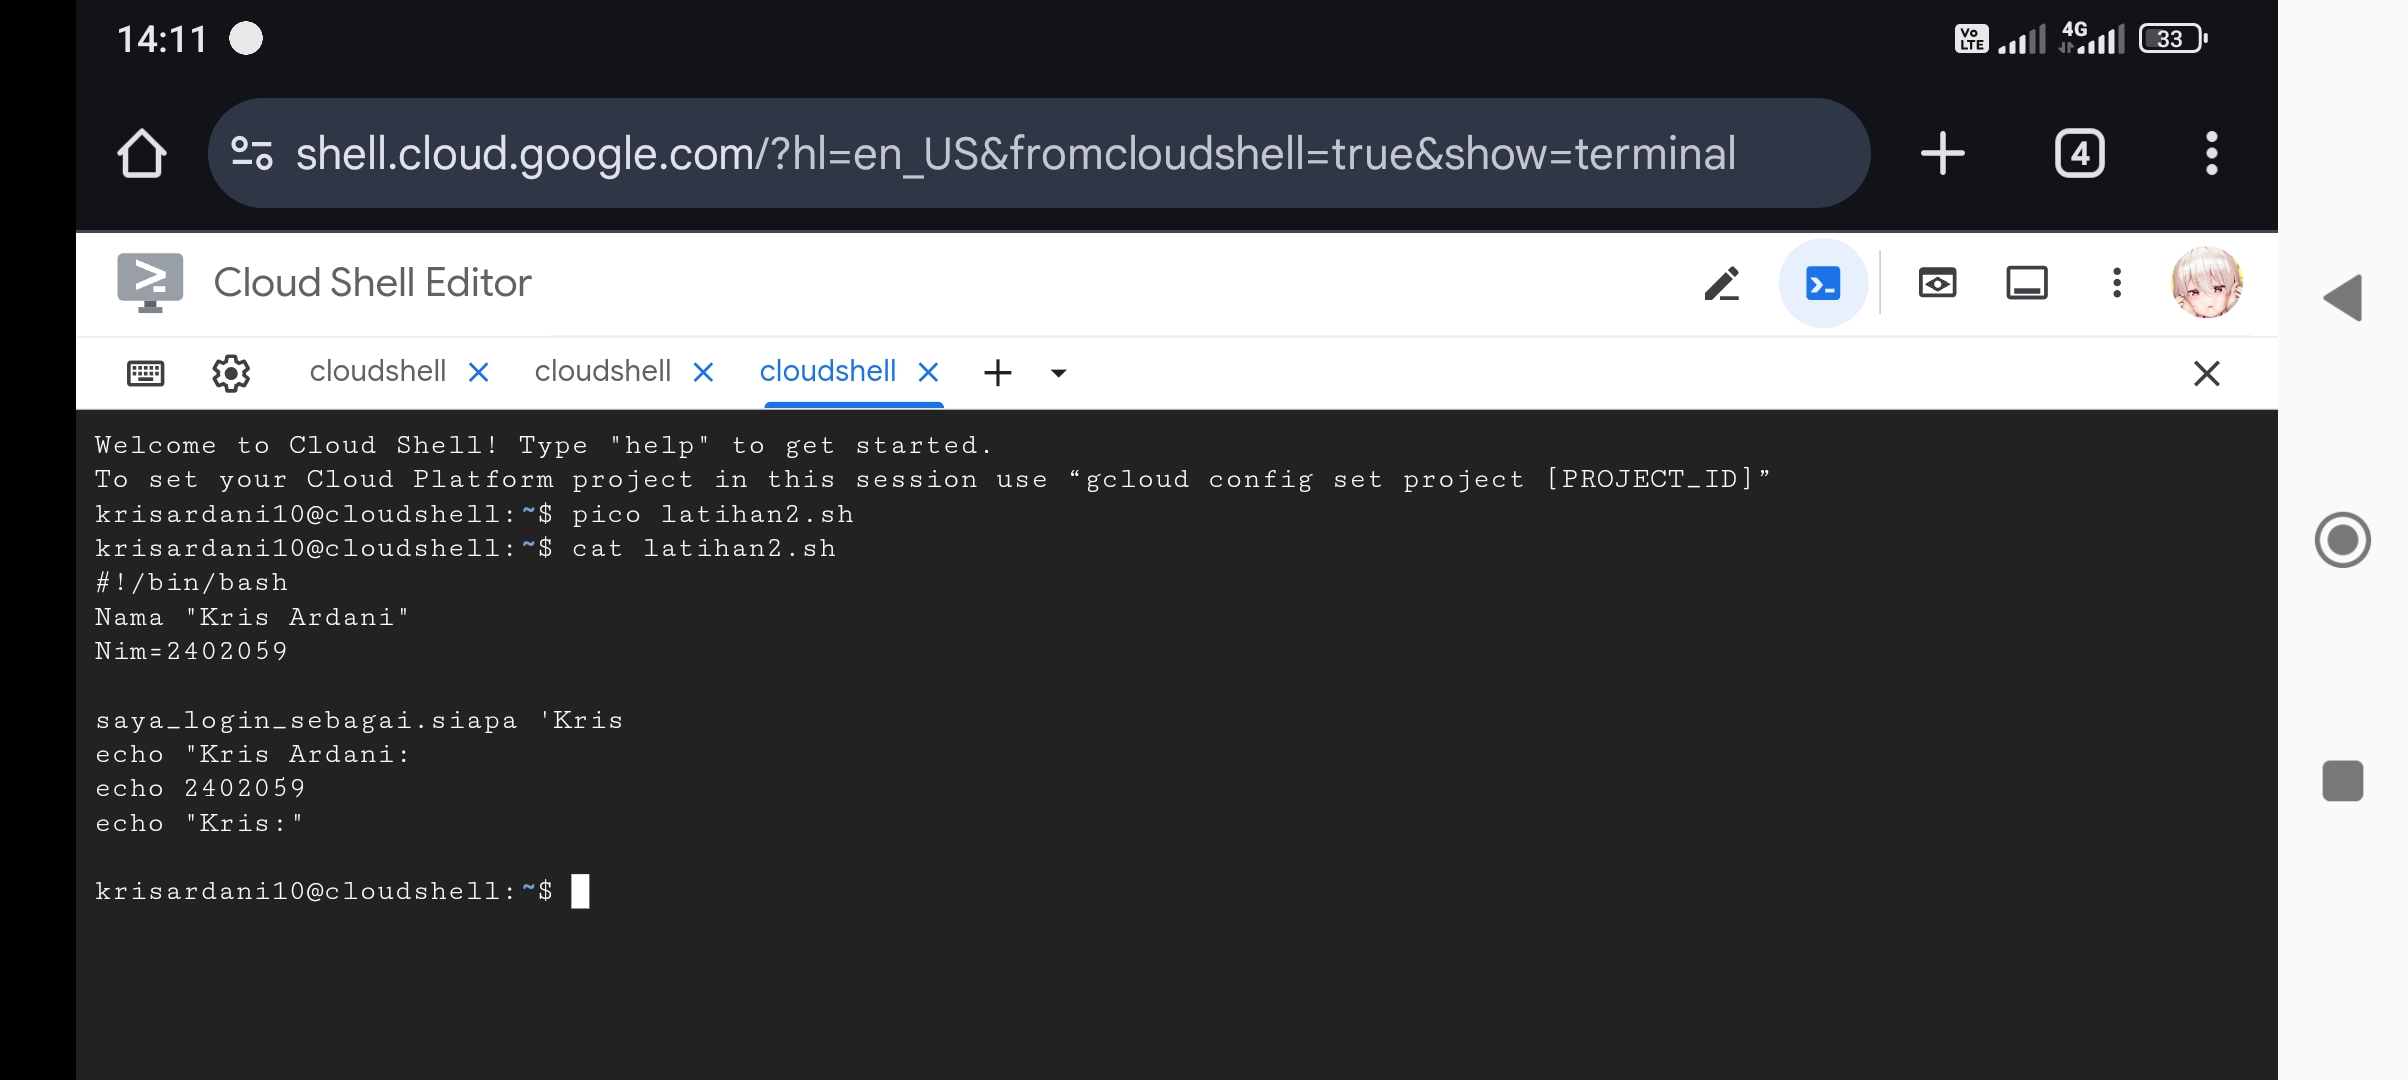 14:11
Vo LTE 4G 33
shell.cloud.google.com/?hl=en_US&fromcloudshell=true&show=terminal
4
Cloud Shell Editor
cloudshell cloudshell cloudshell
Welcome to Cloud Shell! Type "help" to get started.
To set your Cloud Platform project in this session use “gcloud config set project [PROJECT_ID]”
krisardani10@cloudshell:~$ pico latihan2.sh
krisardani10@cloudshell:~$ cat latihan2.sh
#!/bin/bash
Nama "Kris Ardani"
Nim=2402059
saya_login_sebagai.siapa 'Kris
echo "Kris Ardani:
echo 2402059
echo "Kris:"
krisardani10@cloudshell:~$